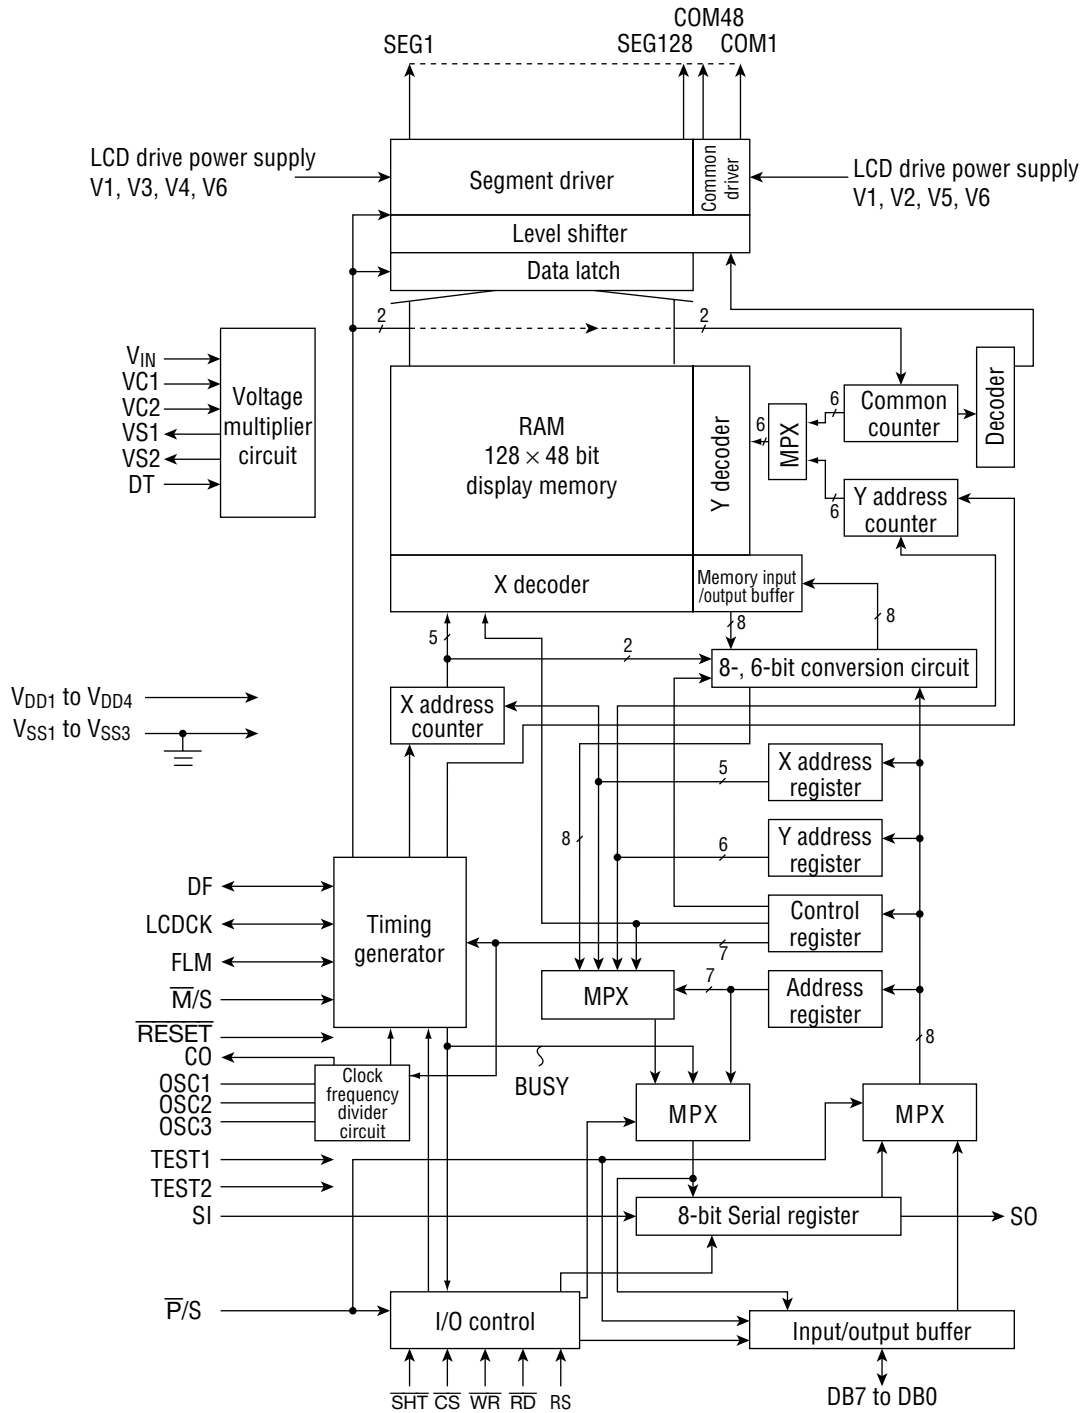 COM48
SEG1
SEG128
COM1
LCD drive power supply
V1, V3, V4, V6
Segment driver
Common
driver
LCD drive power supply
V1, V2, V5, V6
Level shifter
Data latch
2
2
VIN
VC1
VC2
VS1
VS2
DT
Voltage
multiplier
circuit
RAM
128 × 48 bit
display memory
Y decoder
6
MPX
6
6
Common
counter
Decoder
Y address
counter
X decoder
Memory input
/output buffer
5
2
8
8
8-, 6-bit conversion circuit
VDD1 to VDD4
VSS1 to VSS3
X address
counter
5
X address
register
8
6
Y address
register
DF
LCDCK
FLM
M̅/S
Timing
generator
Control
register
7
7
MPX
Address
register
R̅E̅S̅E̅T̅
CO
OSC1
OSC2
OSC3
Clock
frequency
divider
circuit
BUSY
8
MPX
MPX
TEST1
TEST2
SI
8-bit Serial register
SO
P̅/S
I/O control
Input/output buffer
S̅H̅T̅
C̅S̅
W̅R̅
R̅D̅
RS
DB7 to DB0